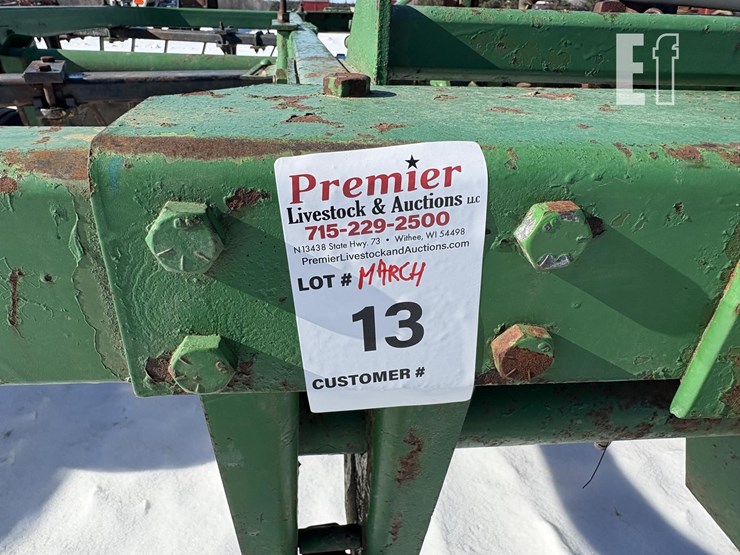 Ef
Premier
Livestock & Auctions LLC
715-229-2500
N13438 State Hwy. 73 • Withee, WI 54498
PremierLivestockandAuctions.com
LOT # MARCH
13
CUSTOMER #